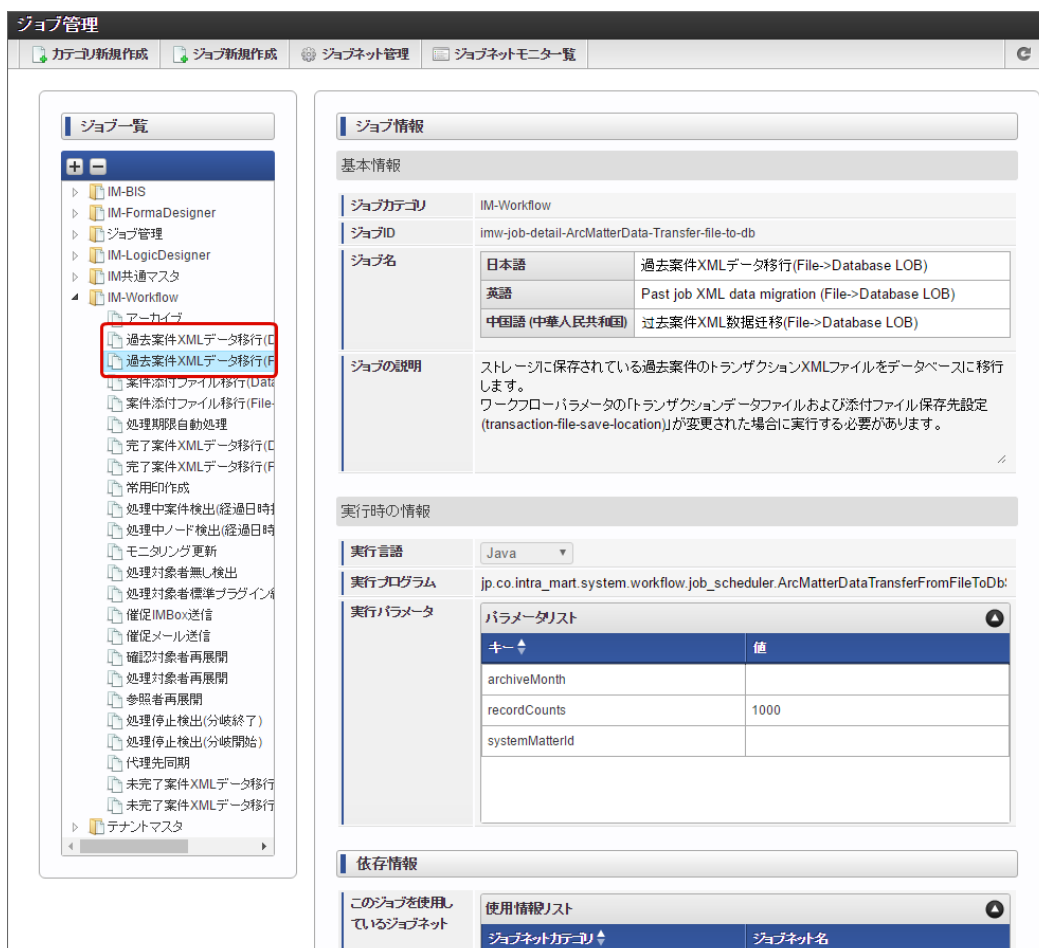 ジョブ管理
カテゴリ新規作成 ジョブ新規作成 ジョブネット管理 ジョブネットモニタ一覧
ジョブ一覧
IM-BIS
IM-FormaDesigner
ジョブ管理
IM-LogicDesigner
IM共通マスタ
IM-Workflow
アーカイブ
過去案件XMLデータ移行(D
過去案件XMLデータ移行(F
案件添付ファイル移行(Data
案件添付ファイル移行(File-
処理期限自動処理
完了案件XMLデータ移行(D
完了案件XMLデータ移行(F
常用印作成
処理中案件検出(経過日時
処理中ノード検出(経過日時
モニタリング更新
処理対象者無し検出
処理対象者標準プラグイン
催促IMBox送信
催促メール送信
確認対象者再展開
処理対象者再展開
参照者再展開
処理停止検出(分岐終了)
処理停止検出(分岐開始)
代理先同期
未完了案件XMLデータ移行
未完了案件XMLデータ移行
テナントマスタ
ジョブ情報
基本情報
ジョブカテゴリ IM-Workflow
ジョブID imw-job-detail-ArcMatterData-Transfer-file-to-db
ジョブ名
日本語 過去案件XMLデータ移行(File->Database LOB)
英語 Past job XML data migration (File->Database LOB)
中国語 (中華人民共和国) 过去案件XML数据迁移(File->Database LOB)
ジョブの説明
ストレージに保存されている過去案件のトランザクションXMLファイルをデータベースに移行
します。
ワークフローパラメータの「トランザクションデータファイルおよび添付ファイル保存先設定
(transaction-file-save-location)」が変更された場合に実行する必要があります。
実行時の情報
実行言語 Java
実行プログラム jp.co.intra_mart.system.workflow.job_scheduler.ArcMatterDataTransferFromFileToDb
実行パラメータ
パラメータリスト
キー 値
archiveMonth
recordCounts 1000
systemMatterId
依存情報
このジョブを使用し
ているジョブネット
使用情報リスト
ジョブネットカテゴリ ジョブネット名